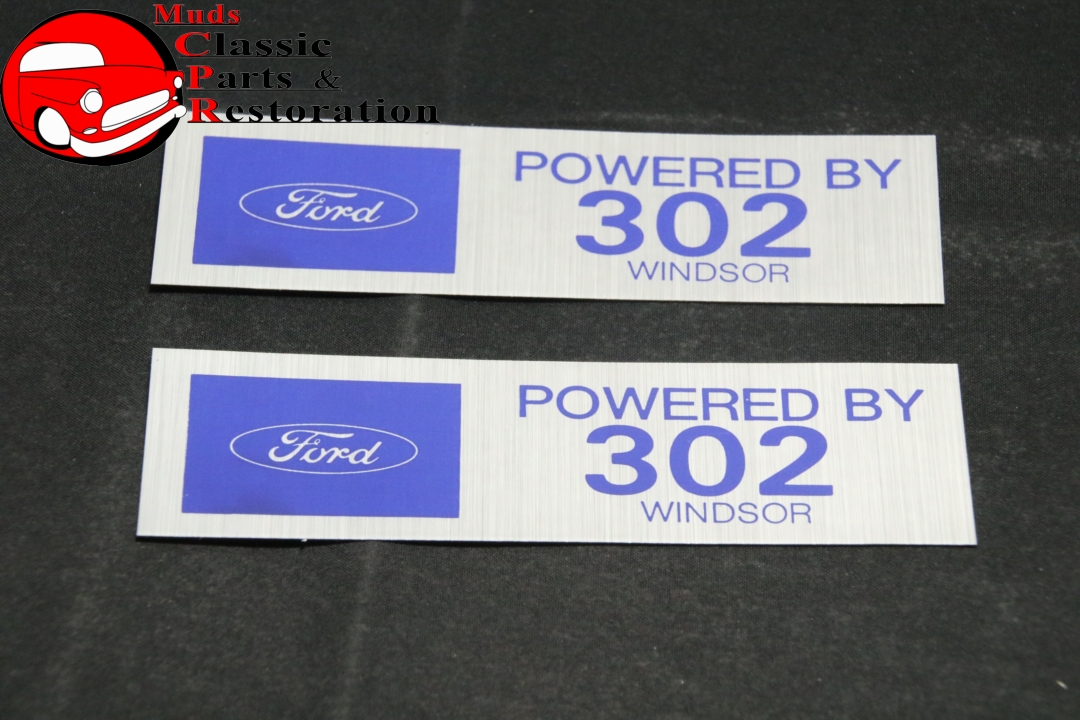 Muds
Classic
Parts &
Restoration
Ford
POWERED BY
302
WINDSOR
Ford
POWERED BY
302
WINDSOR